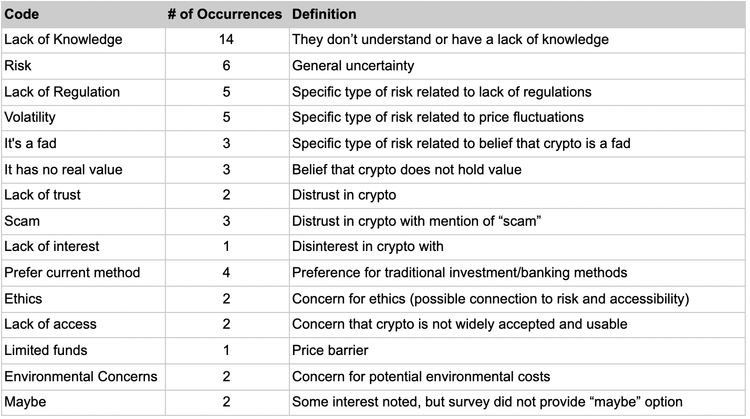 Code # of Occurrences Definition
Lack of Knowledge 14 They don’t understand or have a lack of knowledge
Risk 6 General uncertainty
Lack of Regulation 5 Specific type of risk related to lack of regulations
Volatility 5 Specific type of risk related to price fluctuations
It's a fad 3 Specific type of risk related to belief that crypto is a fad
It has no real value 3 Belief that crypto does not hold value
Lack of trust 2 Distrust in crypto
Scam 3 Distrust in crypto with mention of “scam”
Lack of interest 1 Disinterest in crypto with
Prefer current method 4 Preference for traditional investment/banking methods
Ethics 2 Concern for ethics (possible connection to risk and accessibility)
Lack of access 2 Concern that crypto is not widely accepted and usable
Limited funds 1 Price barrier
Environmental Concerns 2 Concern for potential environmental costs
Maybe 2 Some interest noted, but survey did not provide “maybe” option